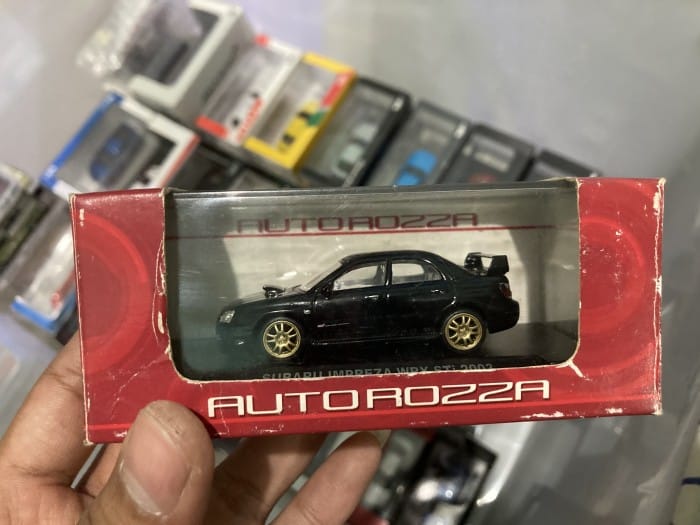 AUTOROZZA
SUBARU IMPREZA WRX STi 2003
AUTOROZZA